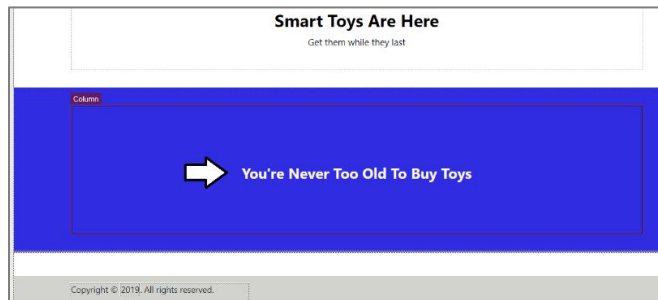 Smart Toys Are Here
Get them while they last
Column
You're Never Too Old To Buy Toys
Copyright © 2019. All rights reserved.